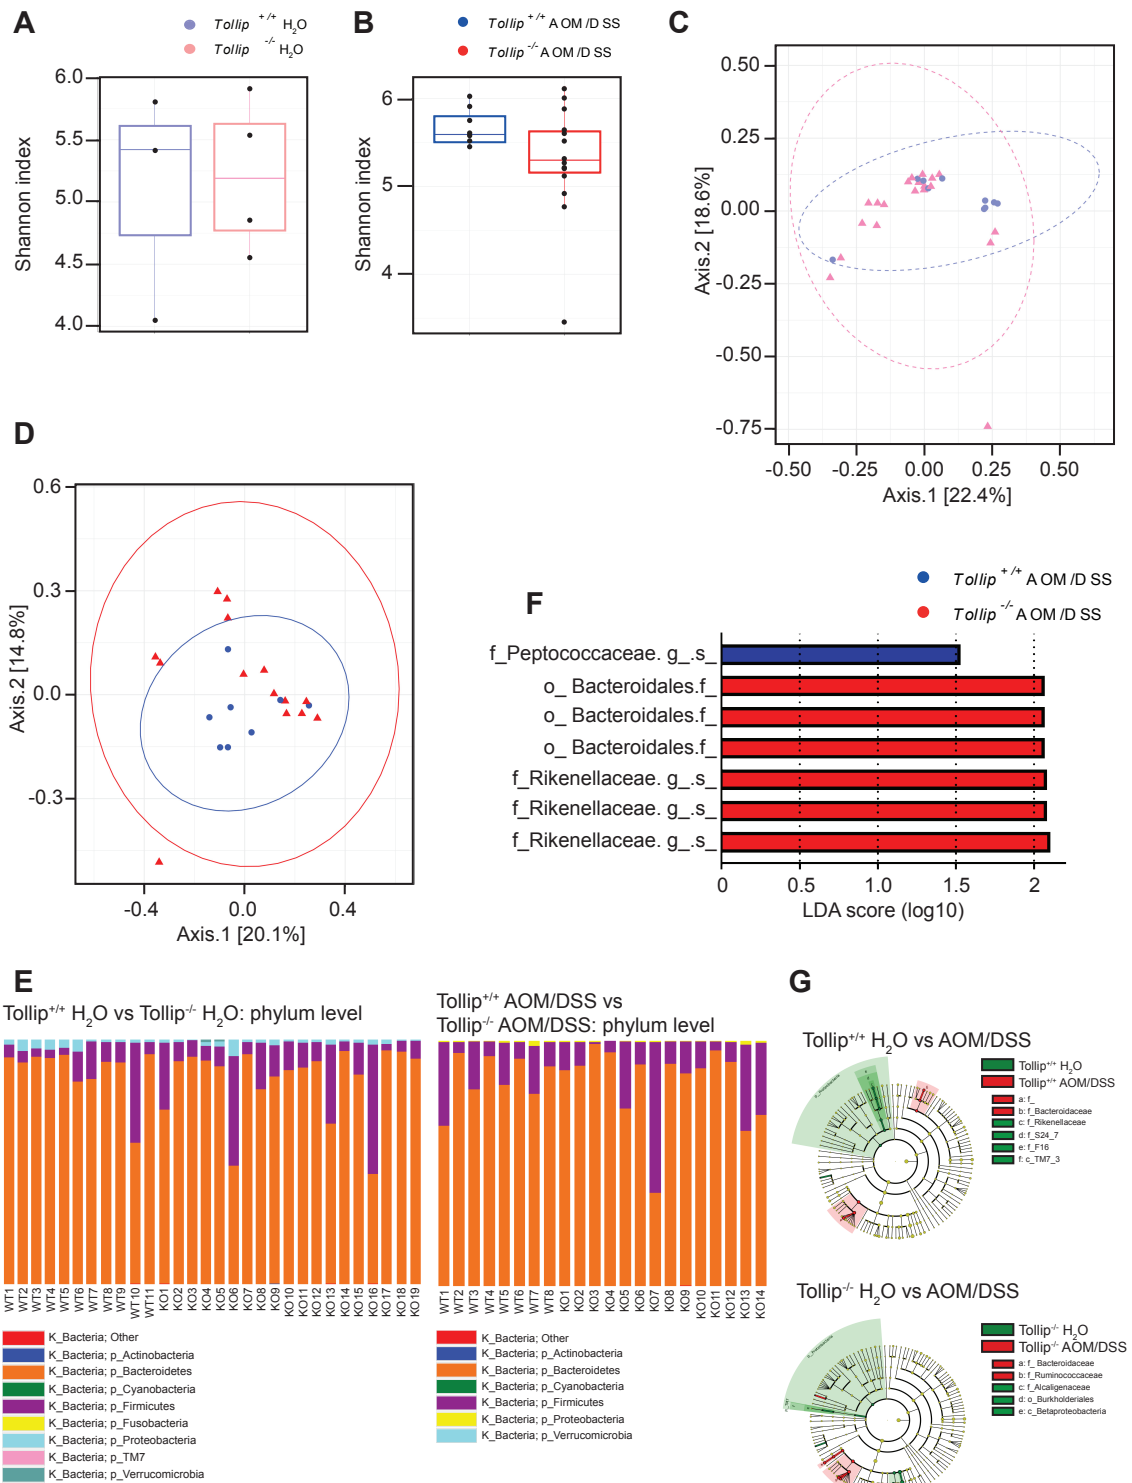 A
Tollip +/+ H2O
Tollip -/- H2O
6.0
5.5
5.0
4.5
4.0
Shannon index
B
Tollip +/+ A OM /D SS
Tollip -/- A OM /D SS
6
5
4
Shannon index
C
0.50
0.25
0.00
-0.25
-0.50
-0.75
Axis.2 [18.6%]
-0.50 -0.25 0.00 0.25 0.50
Axis.1 [22.4%]
D
0.6
0.3
0.0
-0.3
Axis.2 [14.8%]
-0.4 0.0 0.4
Axis.1 [20.1%]
F
Tollip +/+ A OM /D SS
Tollip -/- A OM /D SS
f_Peptococcaceae. g_.s_
o_ Bacteroidales.f_
o_ Bacteroidales.f_
o_ Bacteroidales.f_
f_Rikenellaceae. g_.s_
f_Rikenellaceae. g_.s_
f_Rikenellaceae. g_.s_
0 0.5 1.0 1.5 2
LDA score (log10)
E
Tollip+/+ H2O vs Tollip-/- H2O: phylum level
WT1 WT2 WT3 WT4 WT5 WT6 WT7 WT8 WT9 WT10 WT11 KO1 KO2 KO3 KO4 KO5 KO6 KO7 KO8 KO9 KO10 KO11 KO12 KO13 KO14 KO15 KO16 KO17 KO18 KO19
K_Bacteria; Other
K_Bacteria; p_Actinobacteria
K_Bacteria; p_Bacteroidetes
K_Bacteria; p_Cyanobacteria
K_Bacteria; p_Firmicutes
K_Bacteria; p_Fusobacteria
K_Bacteria; p_Proteobacteria
K_Bacteria; p_TM7
K_Bacteria; p_Verrucomicrobia
Tollip+/+ AOM/DSS vs
Tollip-/- AOM/DSS: phylum level
WT1 WT2 WT3 WT4 WT5 WT6 WT7 WT8 KO1 KO2 KO3 KO4 KO5 KO6 KO7 KO8 KO9 KO10 KO11 KO12 KO13 KO14
K_Bacteria; Other
K_Bacteria; p_Actinobacteria
K_Bacteria; p_Bacteroidetes
K_Bacteria; p_Cyanobacteria
K_Bacteria; p_Firmicutes
K_Bacteria; p_Proteobacteria
K_Bacteria; p_Verrucomicrobia
G
Tollip+/+ H2O vs AOM/DSS
Tollip+/+ H2O
Tollip+/+ AOM/DSS
a: f_
b: f_Bacteroidaceae
c: f_Rikenellaceae
d: f_S24_7
e: f_F16
f: c_TM7_3
Tollip-/- H2O vs AOM/DSS
Tollip-/- H2O
Tollip-/- AOM/DSS
a: f_ Bacteroidaceae
b: f_Ruminococcaceae
c: f_Alcaligenaceae
d: o_Burkholderiales
e: c_Betaproteobacteria